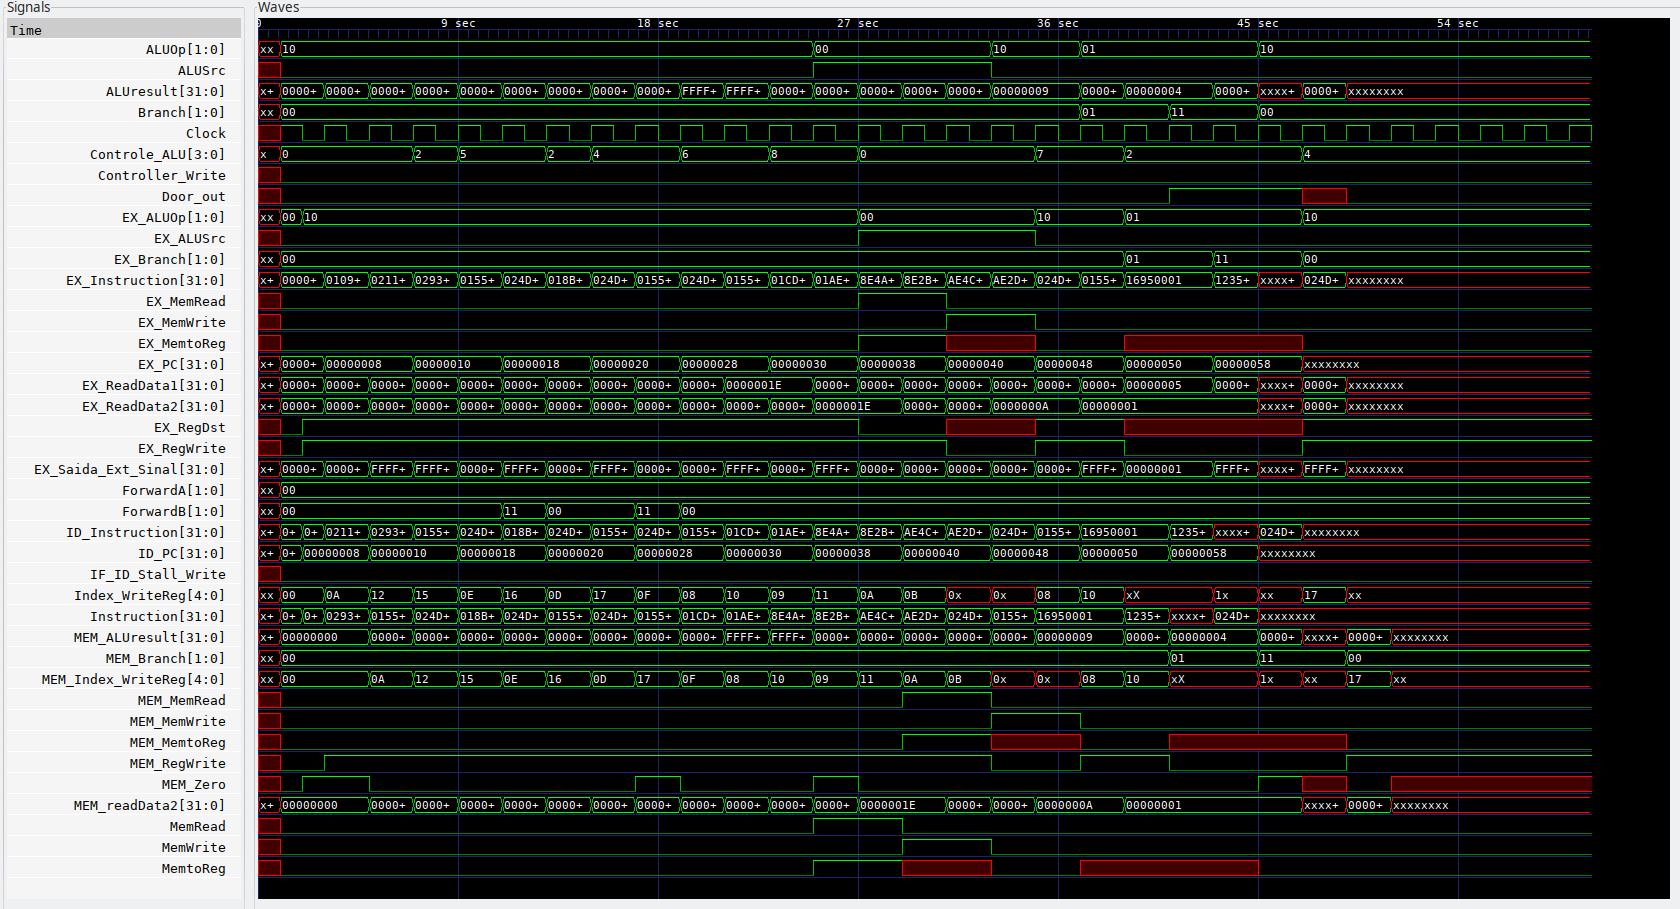 Signals Waves
Time 0 9 sec 18 sec 27 sec 36 sec 45 sec 54 sec
ALUOp[1:0] xx 10 00 10 01 10
ALUSrc
ALUresult[31:0] x+ 0000+ 0000+ 0000+ 0000+ 0000+ 0000+ 0000+ 0000+ 0000+ FFFF+ FFFF+ 0000+ 0000+ 0000+ 0000+ 0000+ 00000009 0000+ 00000004 0000+ xxxx+ 0000+ xxxxxxxx
Branch[1:0] xx 00 01 11 00
Clock
Controle_ALU[3:0] x 0 2 5 2 4 6 8 0 7 2 4
Controller_Write
Door_out
EX_ALUOp[1:0] xx 00 10 00 10 01 10
EX_ALUSrc
EX_Branch[1:0] xx 00 01 11 00
EX_Instruction[31:0] x+ 0000+ 0109+ 0211+ 0293+ 0155+ 024D+ 018B+ 024D+ 0155+ 024D+ 0155+ 01CD+ 01AE+ 8E4A+ 8E2B+ AE4C+ AE2D+ 024D+ 0155+ 16950001 1235+ xxxx+ 024D+ xxxxxxxx
EX_MemRead
EX_MemWrite
EX_MemtoReg
EX_PC[31:0] x+ 0000+ 00000008 00000010 00000018 00000020 00000028 00000030 00000038 00000040 00000048 00000050 00000058 xxxxxxxx
EX_ReadData1[31:0] x+ 0000+ 0000+ 0000+ 0000+ 0000+ 0000+ 0000+ 0000+ 0000+ 0000+ 0000001E 0000+ 0000+ 0000+ 0000+ 0000+ 0000+ 0000+ 00000005 0000+ xxxx+ 0000+ xxxxxxxx
EX_ReadData2[31:0] x+ 0000+ 0000+ 0000+ 0000+ 0000+ 0000+ 0000+ 0000+ 0000+ 0000+ 0000+ 0000+ 0000001E 0000+ 0000+ 0000000A 00000001 xxxx+ 0000+ xxxxxxxx
EX_RegDst
EX_RegWrite
EX_Saida_Ext_Sinal[31:0] x+ 0000+ 0000+ FFFF+ FFFF+ 0000+ FFFF+ 0000+ FFFF+ 0000+ 0000+ FFFF+ 0000+ FFFF+ 0000+ 0000+ 0000+ 0000+ 0000+ FFFF+ 00000001 FFFF+ xxxx+ FFFF+ xxxxxxxx
ForwardA[1:0] xx 00
ForwardB[1:0] xx 00 11 00 11 00
ID_Instruction[31:0] x+ 0+ 0+ 0211+ 0293+ 0155+ 024D+ 018B+ 024D+ 0155+ 024D+ 0155+ 01CD+ 01AE+ 8E4A+ 8E2B+ AE4C+ AE2D+ 024D+ 0155+ 16950001 1235+ xxxx+ 024D+ xxxxxxxx
ID_PC[31:0] x+ 0+ 00000008 00000010 00000018 00000020 00000028 00000030 00000038 00000040 00000048 00000050 00000058 xxxxxxxx
IF_ID_Stall_Write
Index_WriteReg[4:0] xx 00 0A 12 15 0E 16 0D 17 0F 08 10 09 11 0A 0B 0x 0x 08 10 xX 1x xx 17 xx
Instruction[31:0] x+ 0+ 0+ 0293+ 0155+ 024D+ 018B+ 024D+ 0155+ 024D+ 0155+ 01CD+ 01AE+ 8E4A+ 8E2B+ AE4C+ AE2D+ 024D+ 0155+ 16950001 1235+ xxxx+ 024D+ xxxxxxxx
MEM_ALUresult[31:0] x+ 00000000 0000+ 0000+ 0000+ 0000+ 0000+ 0000+ 0000+ 0000+ FFFF+ FFFF+ 0000+ 0000+ 0000+ 0000+ 0000+ 00000009 0000+ 00000004 0000+ xxxx+ 0000+ xxxxxxxx
MEM_Branch[1:0] xx 00 01 11 00
MEM_Index_WriteReg[4:0] xx 00 0A 12 15 0E 16 0D 17 0F 08 10 09 11 0A 0B 0x 0x 08 10 xX 1x xx 17 xx
MEM_MemRead
MEM_MemWrite
MEM_MemtoReg
MEM_RegWrite
MEM_Zero
MEM_readData2[31:0] x+ 00000000 0000+ 0000+ 0000+ 0000+ 0000+ 0000+ 0000+ 0000+ 0000+ 0000+ 0000+ 0000001E 0000+ 0000+ 0000000A 00000001 xxxx+ 0000+ xxxxxxxx
MemRead
MemWrite
MemtoReg